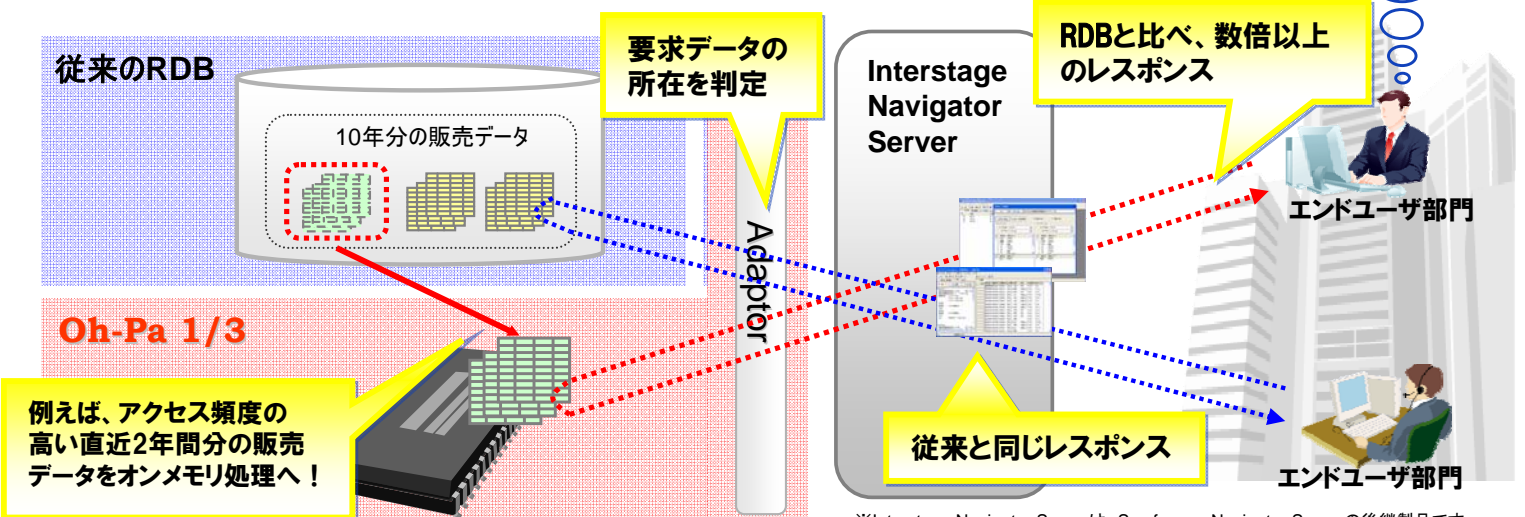 従来のRDB
10年分の販売データ
要求データの
所在を判定
Interstage
Navigator
Server
RDBと比べ、数倍以上
のレスポンス
エンドユーザ部門
Adaptor
Oh-Pa 1/3
例えば、アクセス頻度の
高い直近2年間分の販売
データをオンメモリ処理へ！
従来と同じレスポンス
エンドユーザ部門